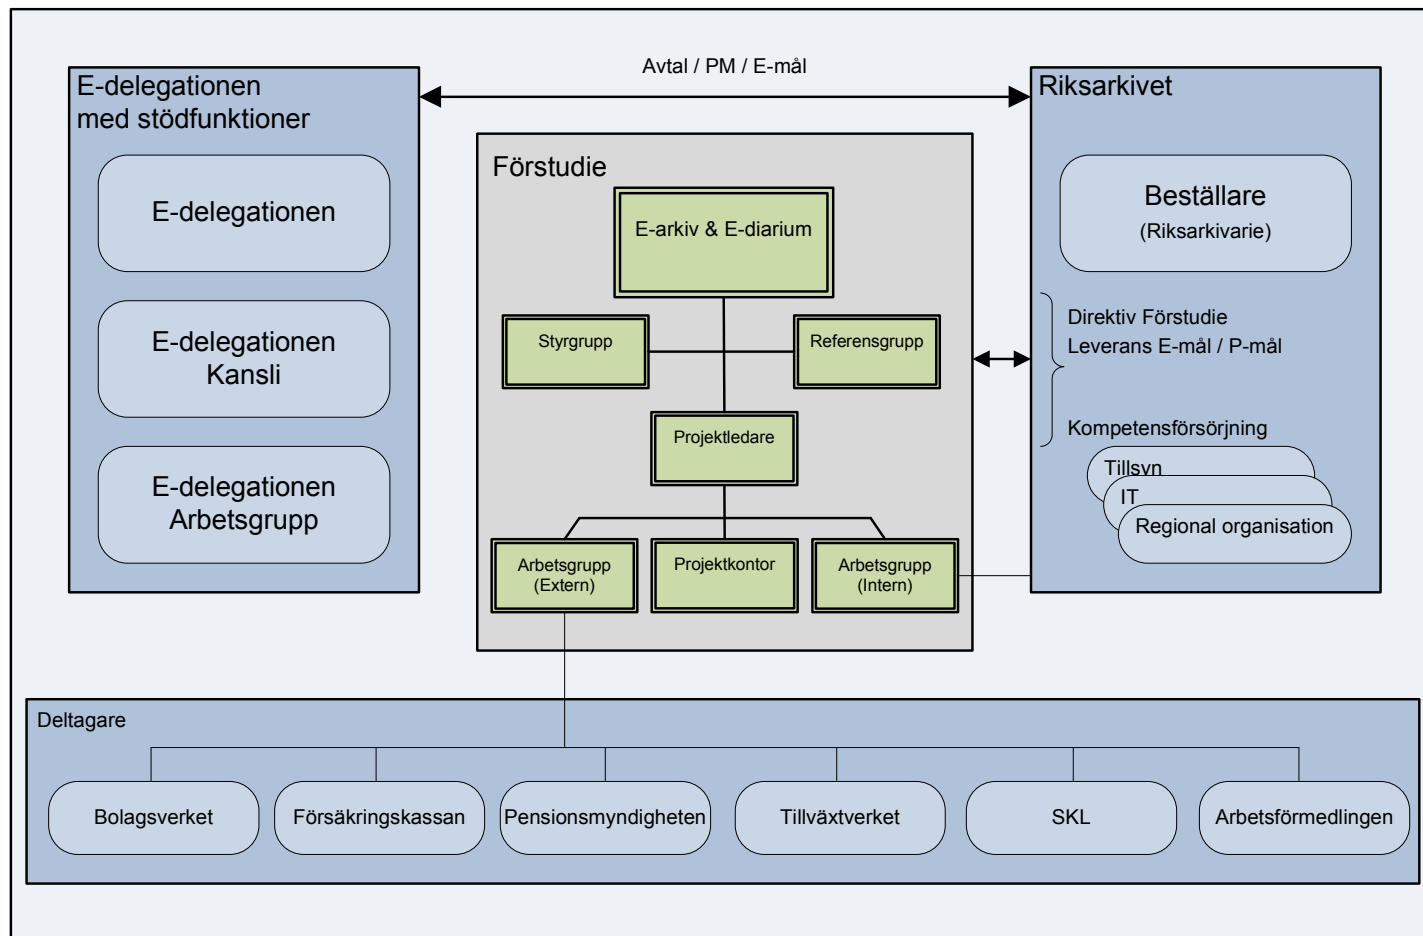 Avtal / PM / E-mål
E-delegationen
med stödfunktioner
E-delegationen
E-delegationen
Kansli
E-delegationen
Arbetsgrupp
Förstudie
E-arkiv & E-diarium
Styrgrupp
Referensgrupp
Projektledare
Arbetsgrupp
(Extern)
Projektkontor
Arbetsgrupp
(Intern)
Riksarkivet
Beställare
(Riksarkivarie)
Direktiv Förstudie
Leverans E-mål / P-mål
Kompetensförsörjning
Tillsyn
IT
Regional organisation
Deltagare
Bolagsverket
Försäkringskassan
Pensionsmyndigheten
Tillväxtverket
SKL
Arbetsförmedlingen